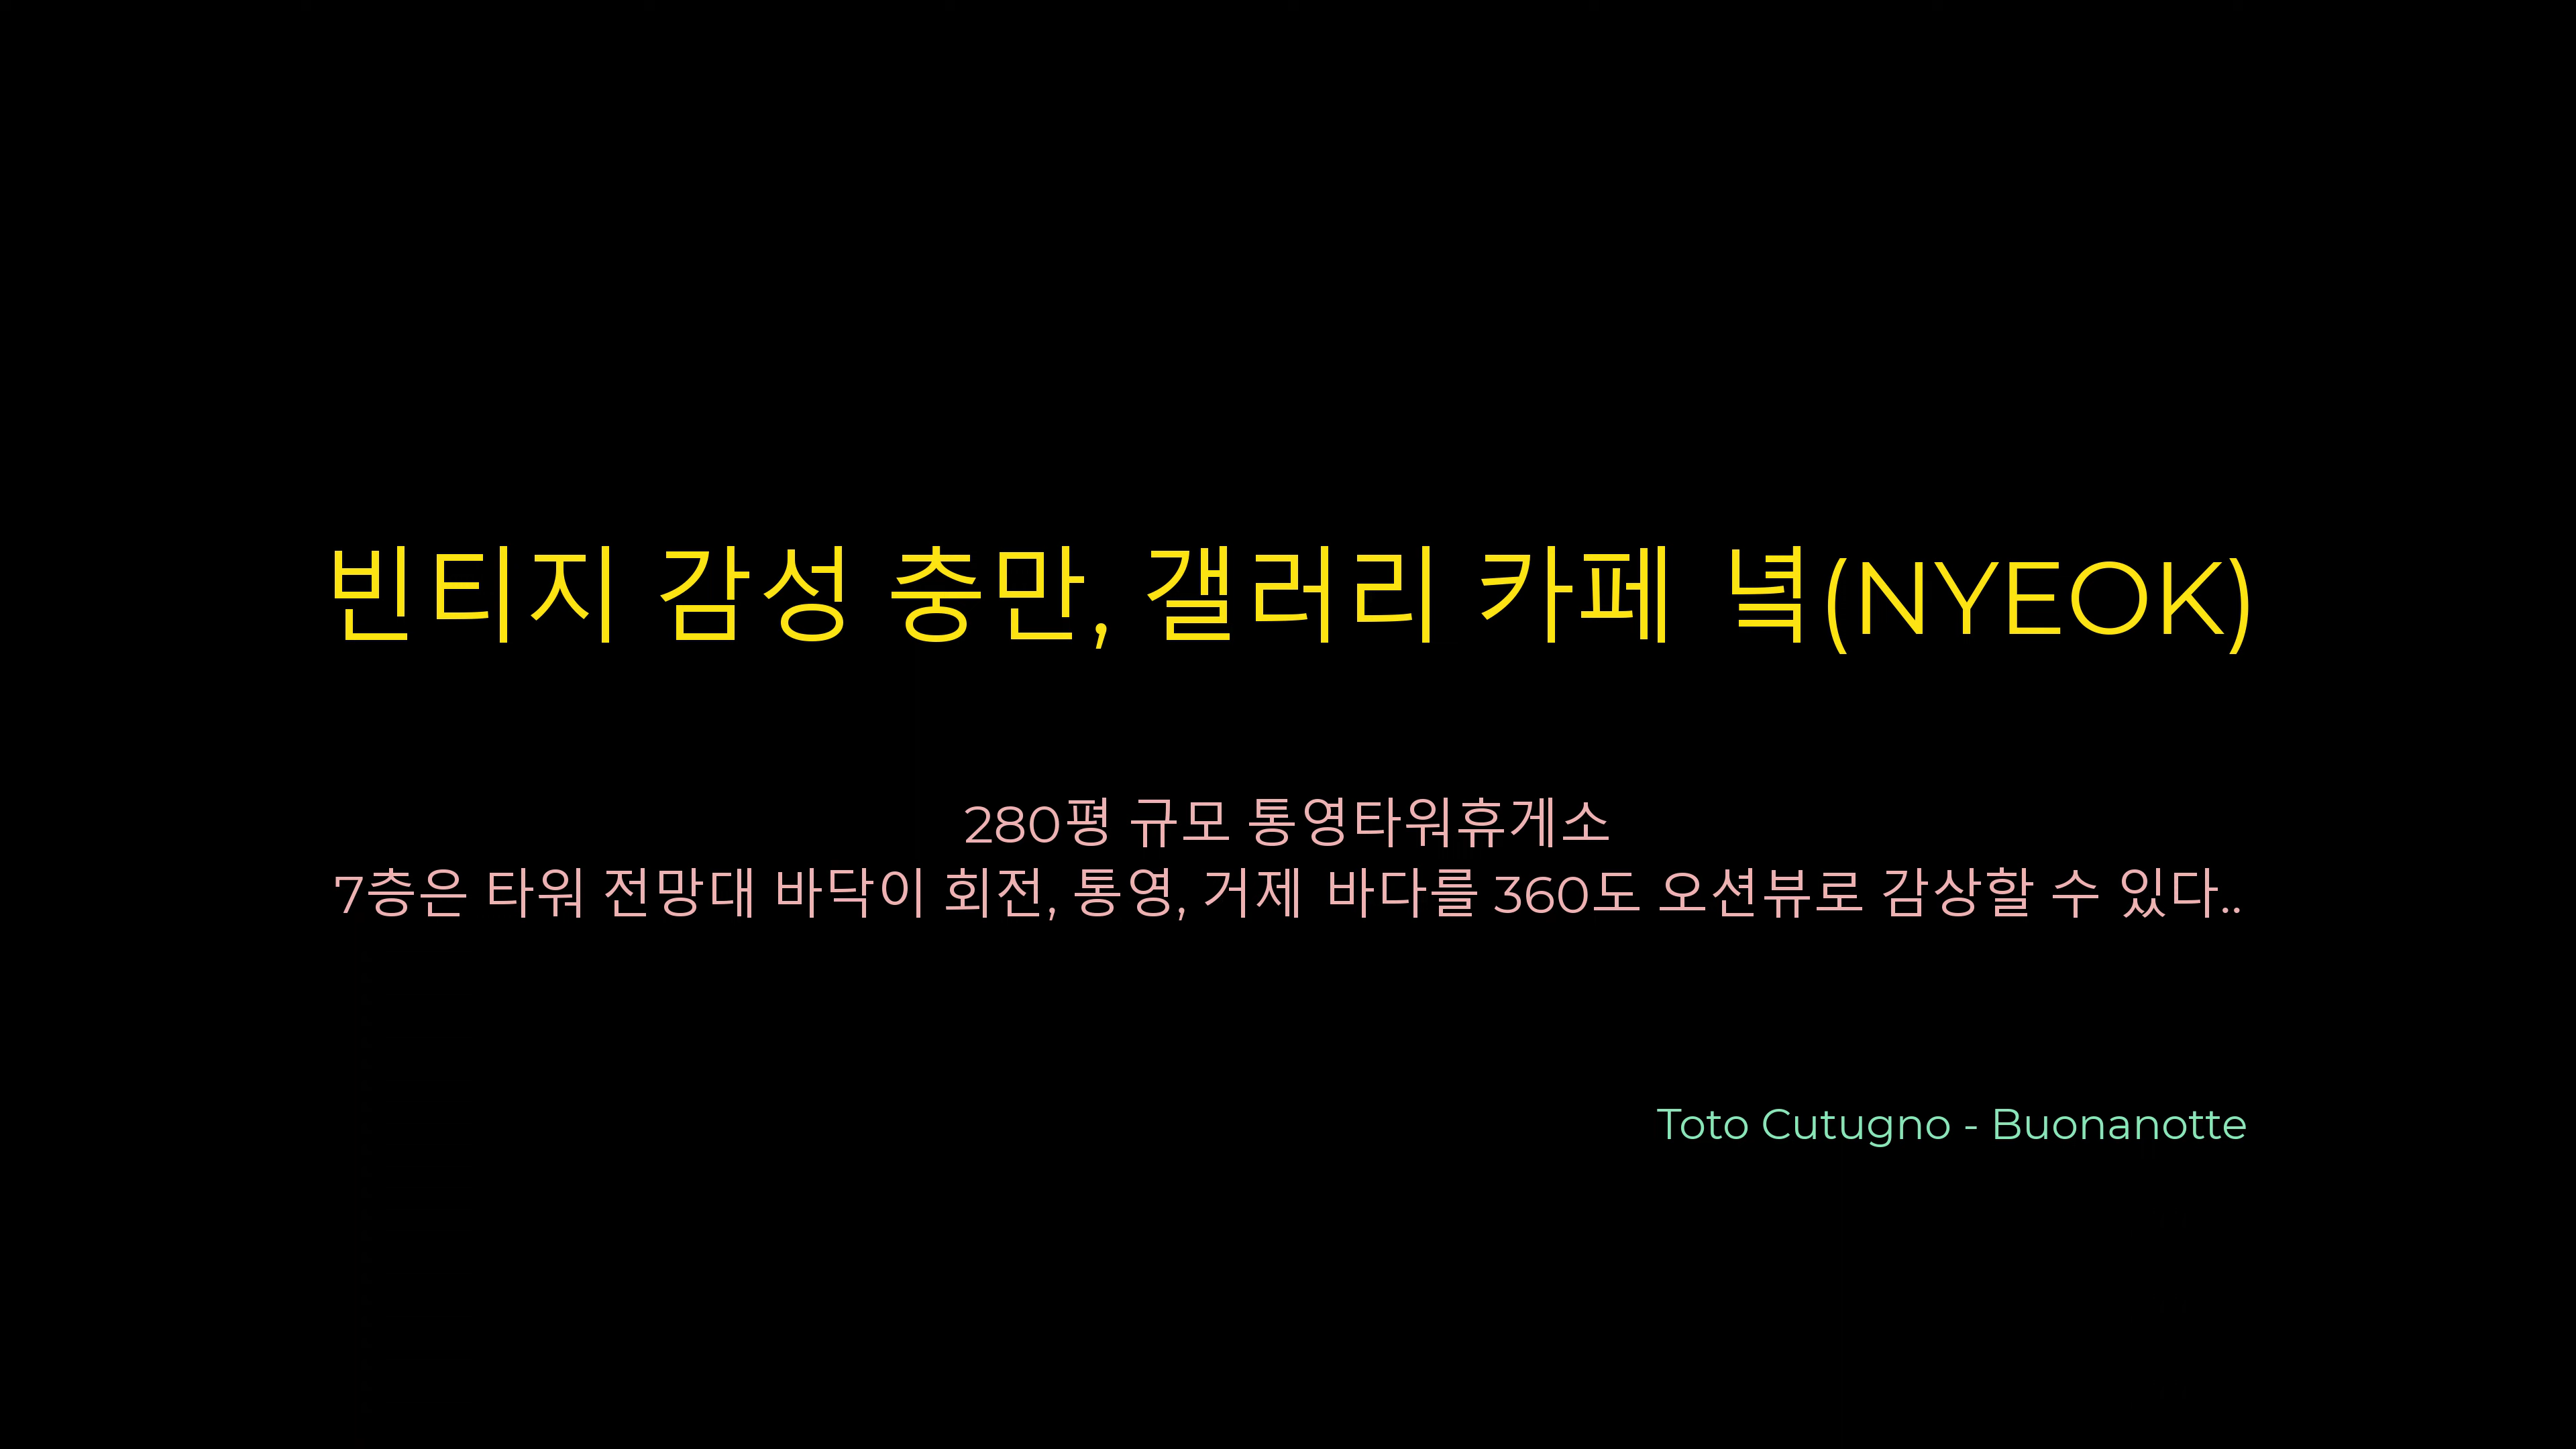 빈티지 감성 충만, 갤러리 카페 녘(NYEOK)
280평 규모 통영타워휴게소
7층은 타워 전망대 바닥이 회전, 통영, 거제 바다를 360도 오션뷰로 감상할 수 있다..
Toto Cutugno - Buonanotte